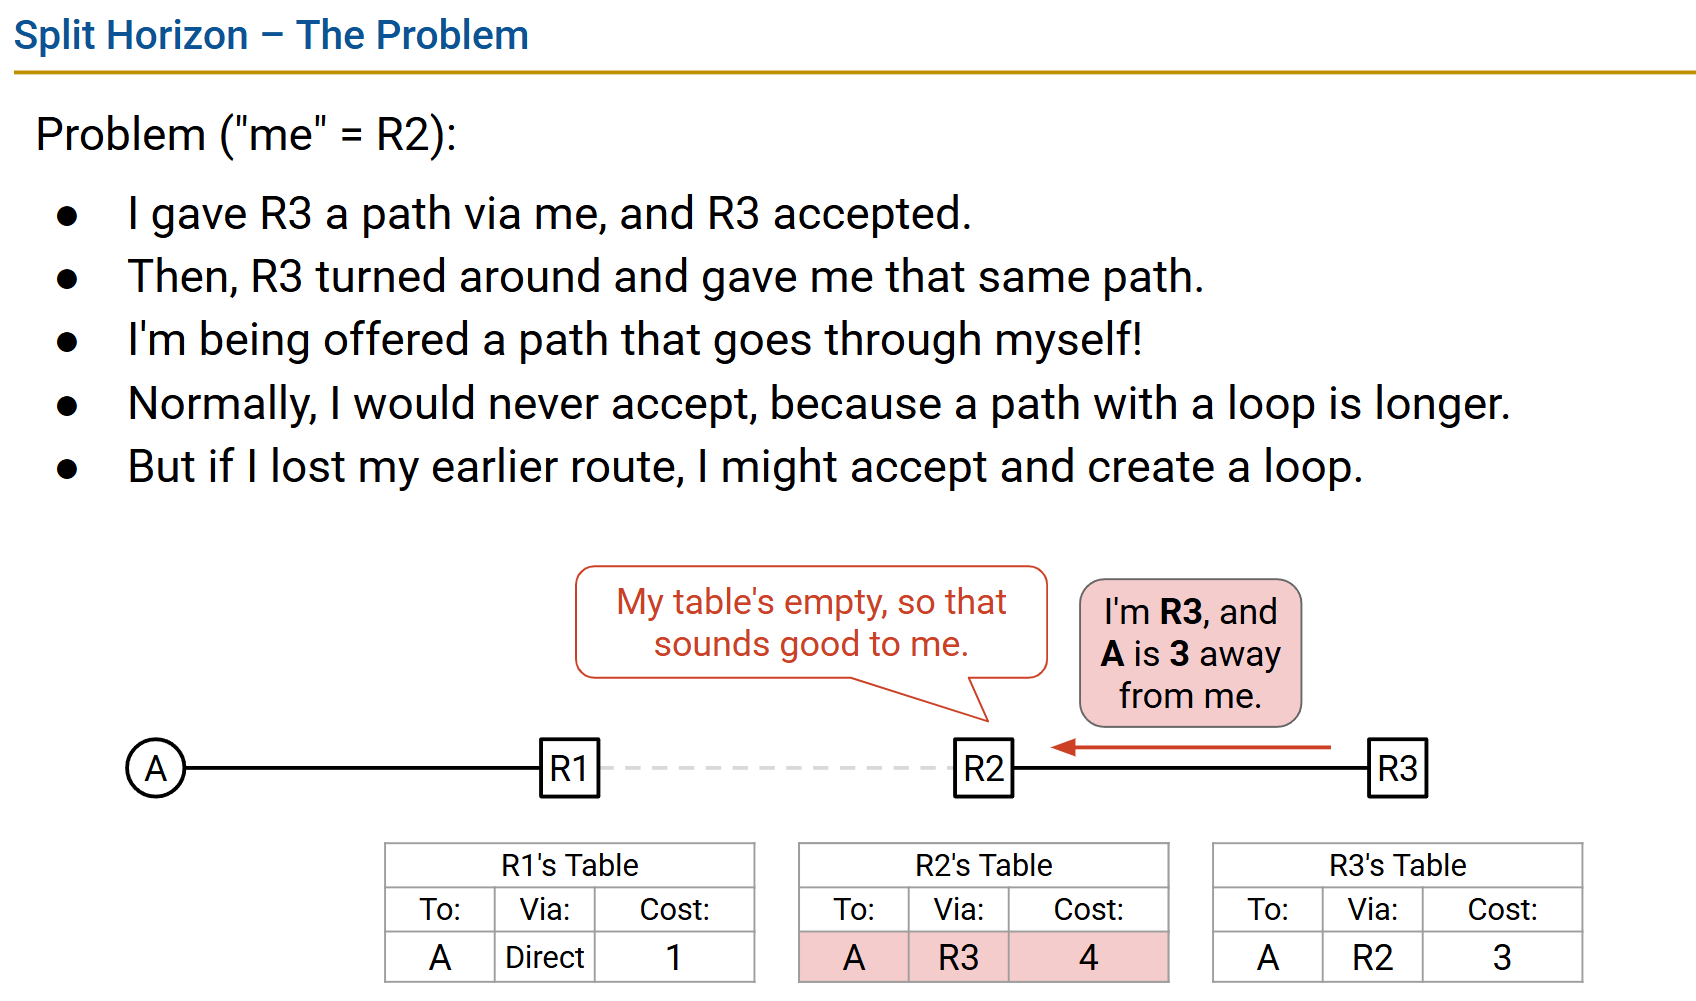 Split Horizon – The Problem
Problem ("me" = R2):
● I gave R3 a path via me, and R3 accepted.
● Then, R3 turned around and gave me that same path.
● I'm being offered a path that goes through myself!
● Normally, I would never accept, because a path with a loop is longer.
● But if I lost my earlier route, I might accept and create a loop.
My table's empty, so that
sounds good to me.
I'm R3, and
A is 3 away
from me.
A
R1
R2
R3
R1's Table
To: Via: Cost:
A Direct 1
R2's Table
To: Via: Cost:
A R3 4
R3's Table
To: Via: Cost:
A R2 3